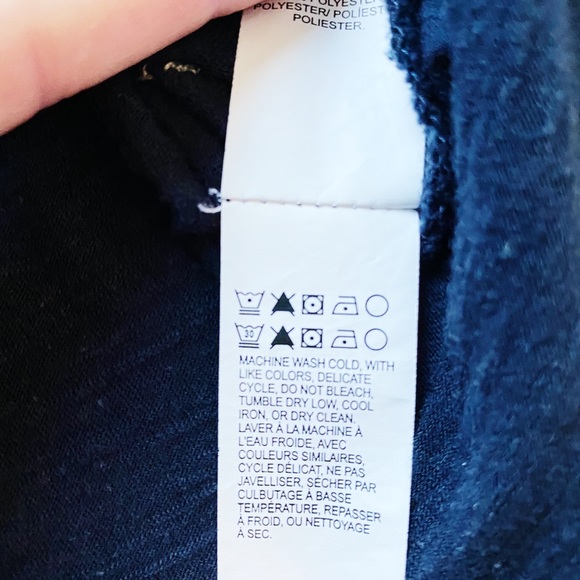 POLYESTER
POLYESTER/ POLIÉST
POLIESTER.
30
MACHINE WASH COLD, WITH
LIKE COLORS, DELICATE
CYCLE, DO NOT BLEACH,
TUMBLE DRY LOW, COOL
IRON, OR DRY CLEAN.
LAVER À LA MACHINE À
L'EAU FROIDE, AVEC
COULEURS SIMILAIRES,
CYCLE DÉLICAT, NE PAS
JAVELLISER, SÉCHER PAR
CULBUTAGE À BASSE
TEMPÉRATURE, REPASSER
À FROID, OU NETTOYAGE
À SEC.